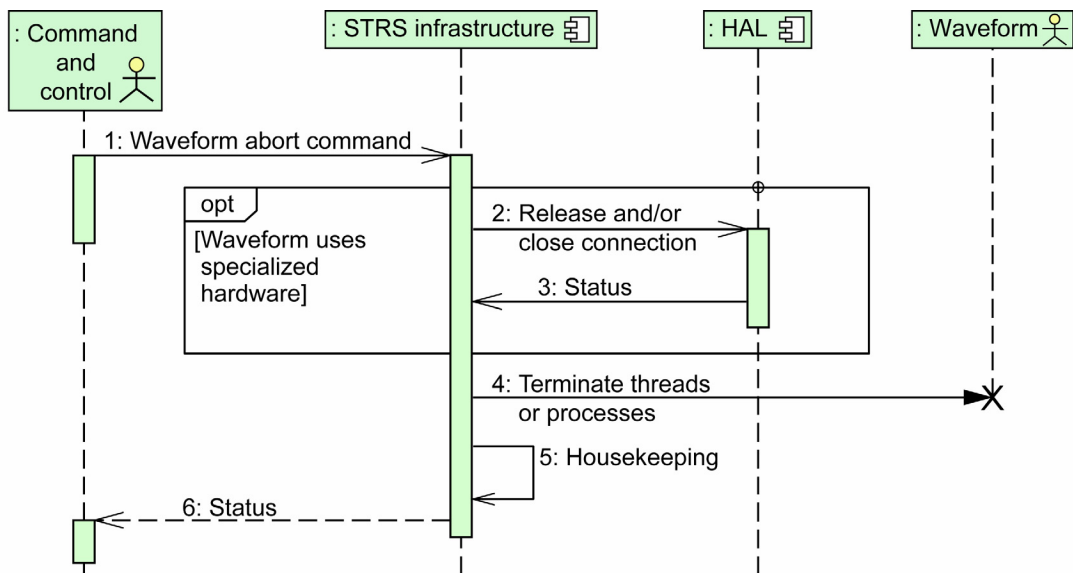 : Command
and
control
: STRS infrastructure
: HAL
: Waveform
1: Waveform abort command
opt
[Waveform uses
specialized
hardware]
2: Release and/or
close connection
3: Status
4: Terminate threads
or processes
5: Housekeeping
6: Status